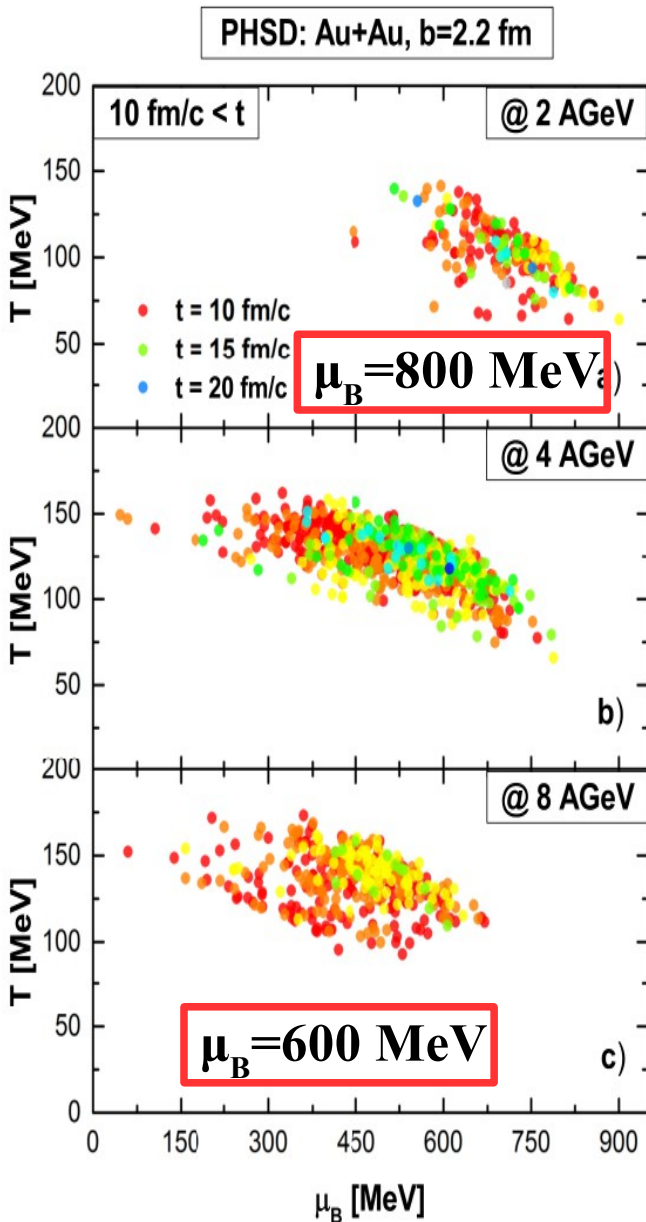 PHSD: Au+Au, b=2.2 fm
200
10 fm/c < t
@ 2 AGeV
150
T [MeV]
100
t = 10 fm/c
50
t = 15 fm/c
μB=800 MeV
a)
t = 20 fm/c
200
@ 4 AGeV
150
T [MeV]
100
50
b)
200
@ 8 AGeV
150
T [MeV]
100
50
μB=600 MeV
c)
0
0 150 300 450 600 750 900
μB [MeV]